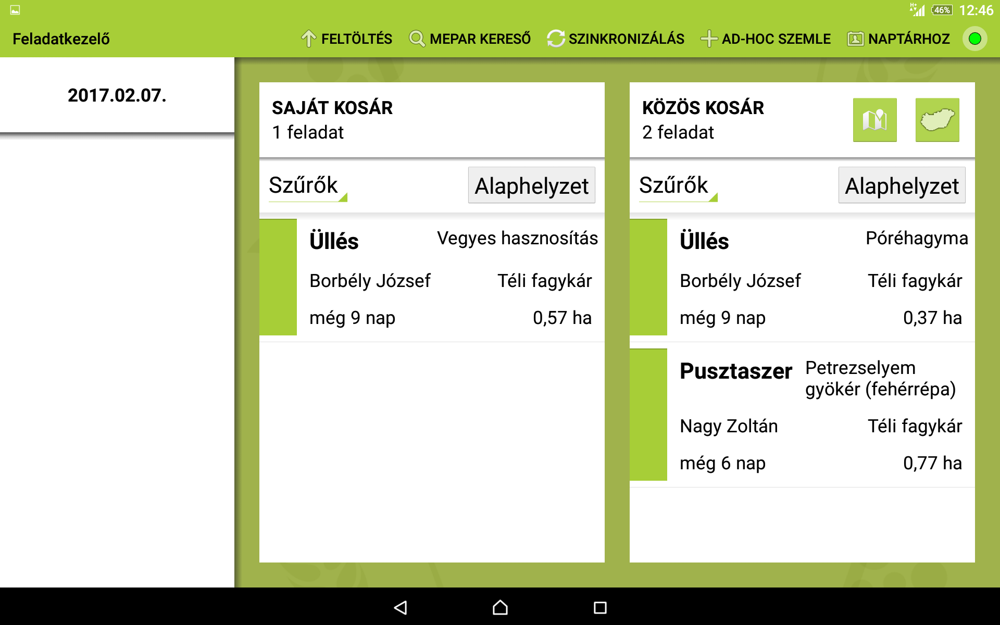 H+
46%
12:46
Feladatkezelő
FELTÖLTÉS
MEPAR KERESŐ
SZINKRONIZÁLÁS
AD-HOC SZEMLE
NAPTÁRHOZ
2017.02.07.
SAJÁT KOSÁR
1 feladat
Szűrők
Alaphelyzet
Üllés
Vegyes hasznosítás
Borbély József
Téli fagykár
még 9 nap
0,57 ha
KÖZÖS KOSÁR
2 feladat
Szűrők
Alaphelyzet
Üllés
Póréhagyma
Borbély József
Téli fagykár
még 9 nap
0,37 ha
Pusztaszer
Petrezselyem
gyökér (fehérrépa)
Nagy Zoltán
Téli fagykár
még 6 nap
0,77 ha